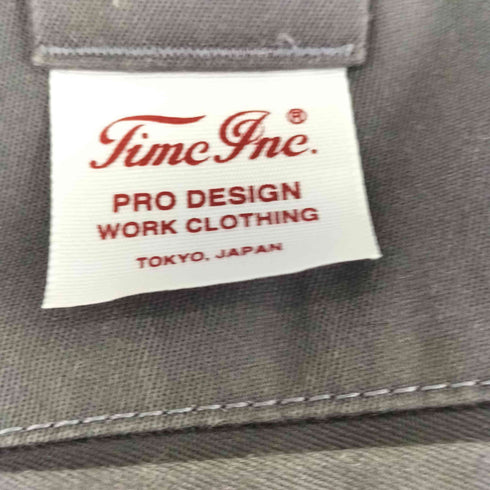 Time Inc.®
PRO DESIGN
WORK CLOTHING
TOKYO, JAPAN